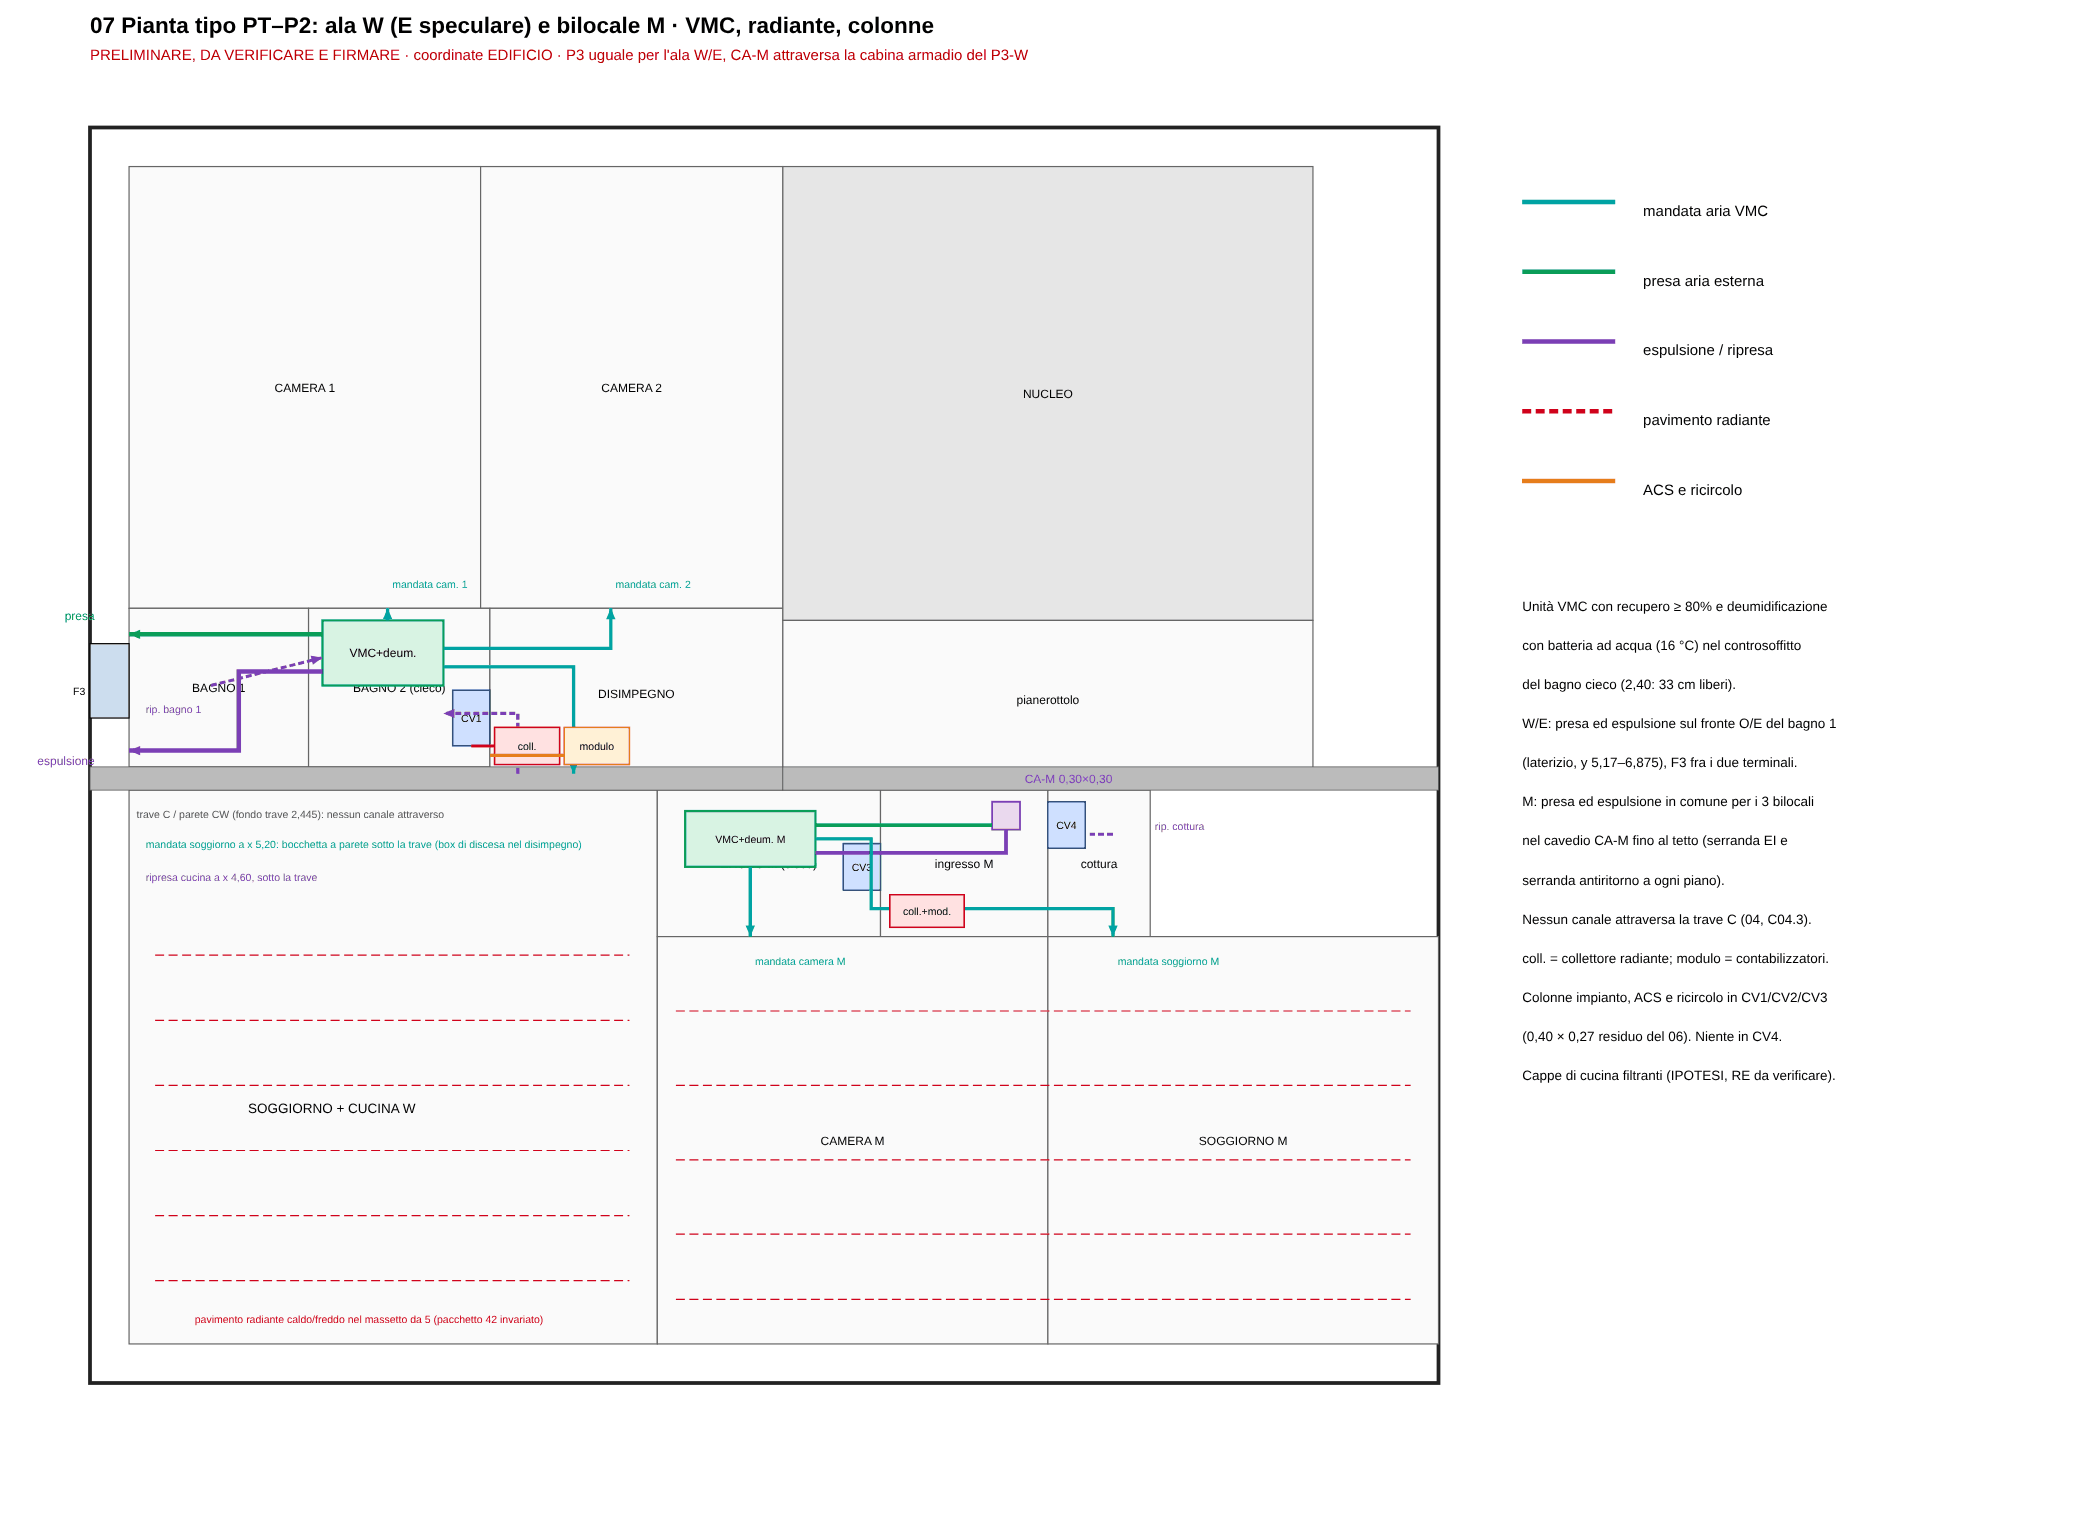 07 Pianta tipo PT–P2: ala W (E speculare) e bilocale M · VMC, radiante, colonne
PRELIMINARE, DA VERIFICARE E FIRMARE · coordinate EDIFICIO · P3 uguale per l'ala W/E, CA-M attraversa la cabina armadio del P3-W
mandata aria VMC
presa aria esterna
espulsione / ripresa
pavimento radiante
ACS e ricircolo
CAMERA 1
CAMERA 2
NUCLEO
mandata cam. 1
mandata cam. 2
presa
VMC+deum.
F3
BAGNO 1
BAGNO 2 (cieco)
DISIMPEGNO
pianerottolo
rip. bagno 1
CV1
coll.
modulo
espulsione
CA-M 0,30×0,30
trave C / parete CW (fondo trave 2,445): nessun canale attraverso
mandata soggiorno a x 5,20: bocchetta a parete sotto la trave (box di discesa nel disimpegno)
ripresa cucina a x 4,60, sotto la trave
VMC+deum. M
CV3
ingresso M
CV4
rip. cottura
cottura
coll.+mod.
mandata camera M
mandata soggiorno M
SOGGIORNO + CUCINA W
CAMERA M
SOGGIORNO M
pavimento radiante caldo/freddo nel massetto da 5 (pacchetto 42 invariato)
Unità VMC con recupero ≥ 80% e deumidificazione
con batteria ad acqua (16 °C) nel controsoffitto
del bagno cieco (2,40: 33 cm liberi).
W/E: presa ed espulsione sul fronte O/E del bagno 1
(laterizio, y 5,17–6,875), F3 fra i due terminali.
M: presa ed espulsione in comune per i 3 bilocali
nel cavedio CA-M fino al tetto (serranda EI e
serranda antiritorno a ogni piano).
Nessun canale attraversa la trave C (04, C04.3).
coll. = collettore radiante; modulo = contabilizzatori.
Colonne impianto, ACS e ricircolo in CV1/CV2/CV3
(0,40 × 0,27 residuo del 06). Niente in CV4.
Cappe di cucina filtranti (IPOTESI, RE da verificare).